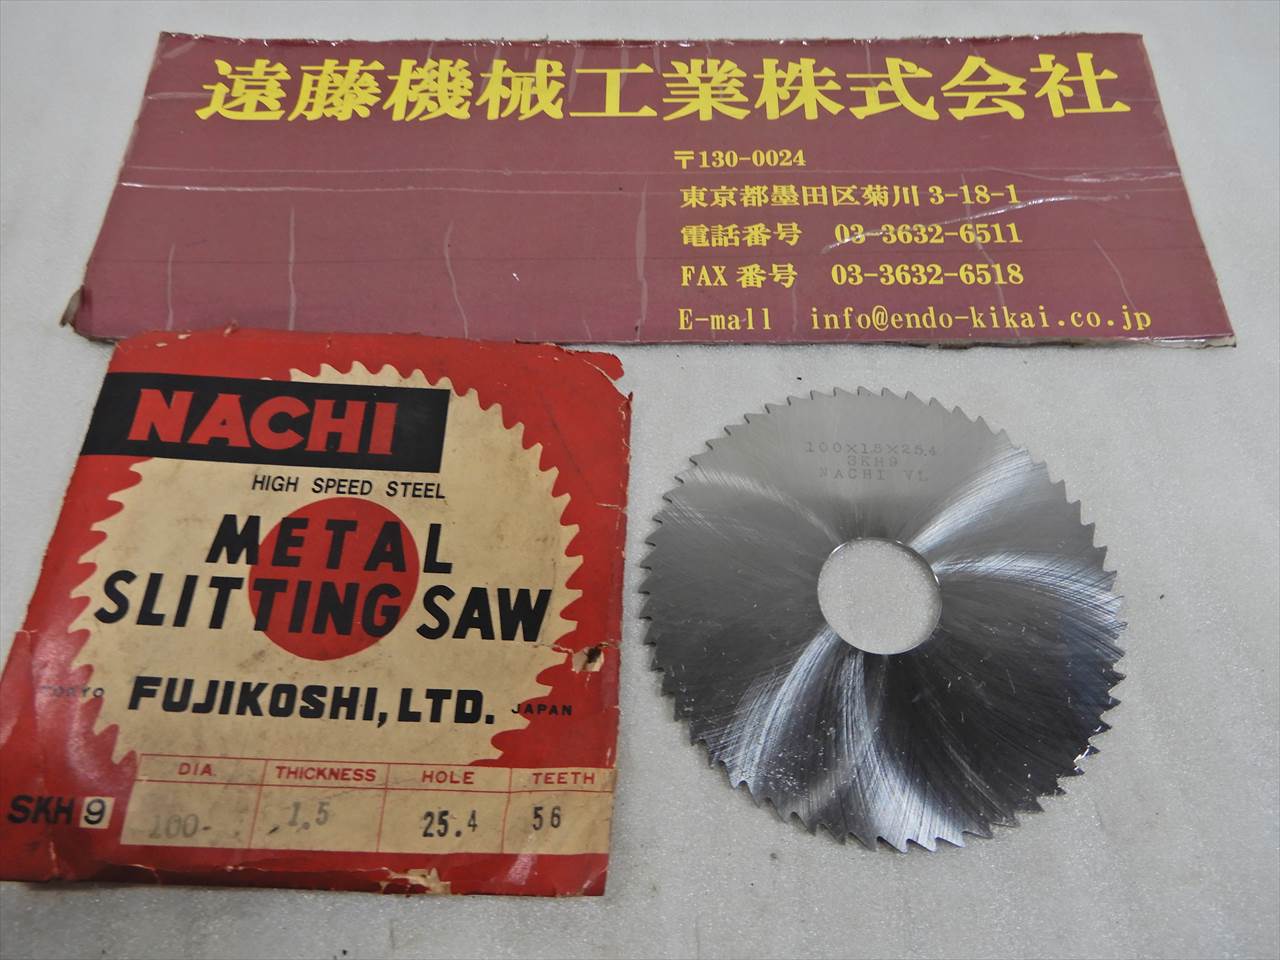 遠藤機械工業株式会社
〒130-0024
東京都墨田区菊川 3-18-1
電話番号 03-3632-6511
FAX 番号 03-3632-6518
E-mall info@endo-kikai.co.jp
NACHI
HIGH SPEED STEEL
METAL
SLITTING SAW
TOKYO FUJIKOSHI, LTD. JAPAN
DIA. THICKNESS HOLE TEETH
SKH 9 100- 1.5 25.4 56
100×1.5×25.4
SKH9
NACHI VL